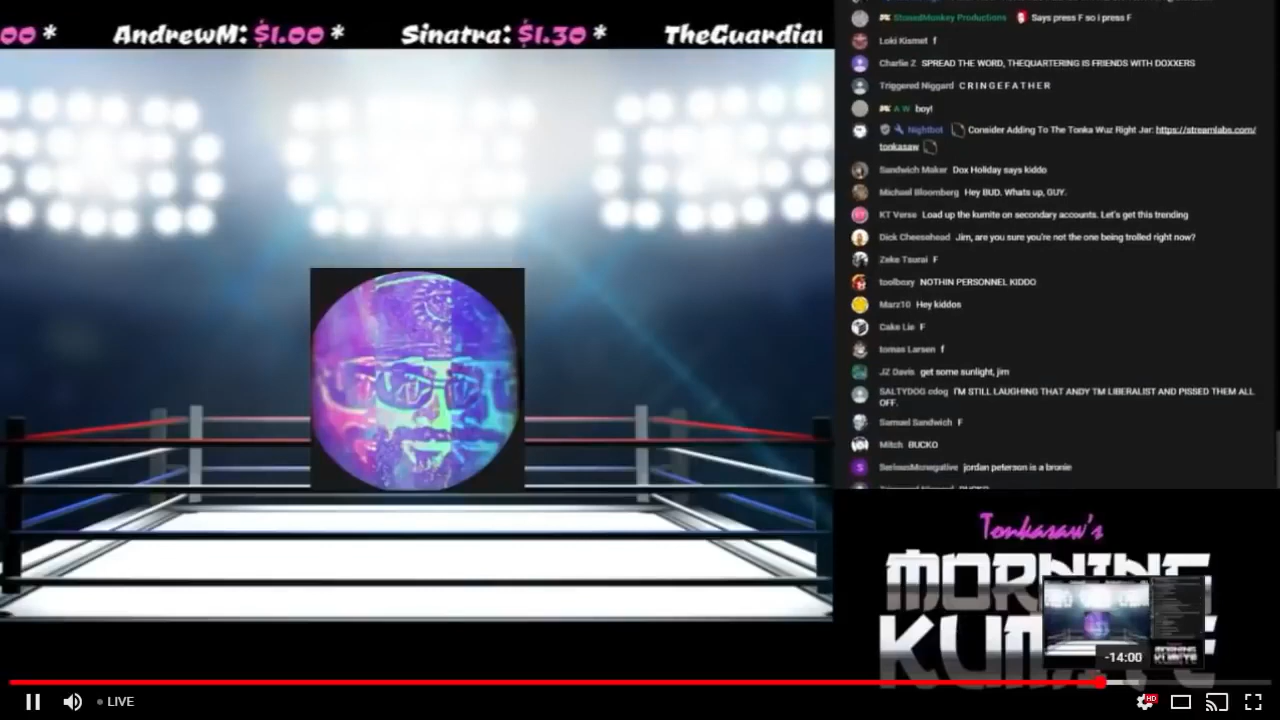 00 * AndrewM: $1.00 * Sinatra: $1.30 * TheGuardia
StonedMonkey Productions Says press F so i press F
Loki Kismet f
Charlie Z SPREAD THE WORD, THEQUARTERING IS FRIENDS WITH DOXXERS
Triggered Niggard C R I N G E F A T H E R
A W boy!
Nightbot Consider Adding To The Tonka Wuz Right Jar: https://streamlabs.com/
tonkasaw
Sandwich Maker Dox Holiday says kiddo
Michael Bloomberg Hey BUD. Whats up, GUY.
KT Verse Load up the kumite on secondary accounts. Let's get this trending
Dick Cheesehead Jim, are you sure you're not the one being trolled right now?
Zeke Tsurai F
toolboxy NOTHIN PERSONNEL KIDDO
Marz10 Hey kiddos
Cake Lie F
tomas Larsen f
JZ Davis get some sunlight, jim
SALTYDOG cdog I'M STILL LAUGHING THAT ANDY TM LIBERALIST AND PISSED THEM ALL
OFF.
Samuel Sandwich F
Mitch BUCKO
SeriousMcnegative jordan peterson is a bronie
Tonkasaw's
MORNING
KUMITE
-14:00
LIVE
HD